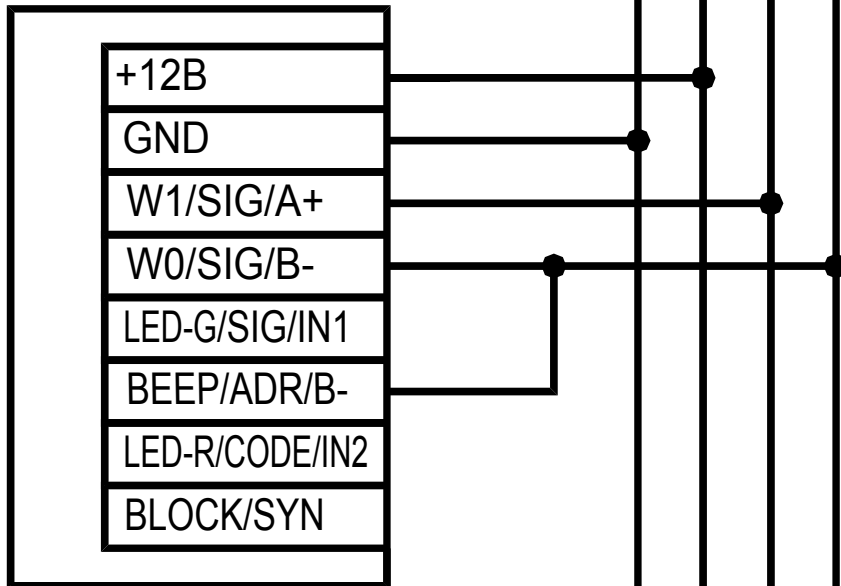 +12В
GND
W1/SIG/A+
W0/SIG/B-
LED-G/SIG/IN1
BEEP/ADR/B-
LED-R/CODE/IN2
BLOCK/SYN